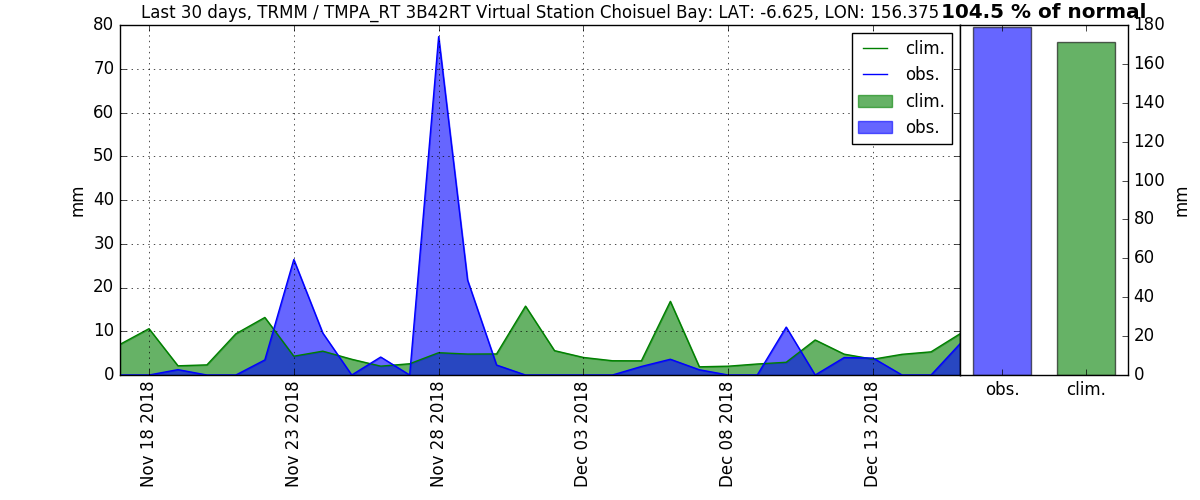 Last 30 days, TRMM / TMPA_RT 3B42RT Virtual Station Choisuel Bay: LAT: -6.625, LON: 156.375
104.5 % of normal
80
70
60
50
40
30
20
10
0
mm
clim.
obs.
clim.
obs.
180
160
140
120
100
80
60
40
20
0
mm
Nov 18 2018
Nov 23 2018
Nov 28 2018
Dec 03 2018
Dec 08 2018
Dec 13 2018
obs.
clim.